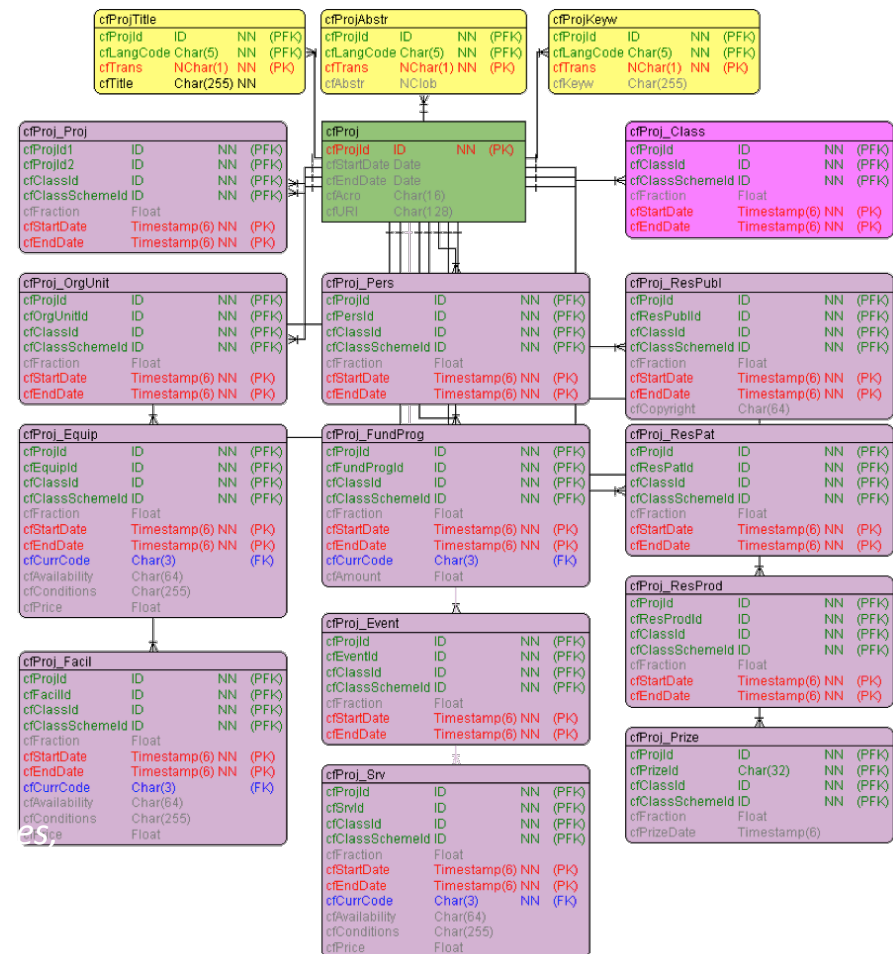 cfProjTitle
cfProjId ID NN (PFK)
cfLangCode Char(5) NN (PFK)
cfTrans NChar(1) NN (PK)
cfTitle Char(255) NN
cfProjAbstr
cfProjId ID NN (PFK)
cfLangCode Char(5) NN (PFK)
cfTrans NChar(1) NN (PK)
cfAbstr NClob
cfProjKeyw
cfProjId ID NN (PFK)
cfLangCode Char(5) NN (PFK)
cfTrans NChar(1) NN (PK)
cfKeyw Char(255)
cfProj_Proj
cfProjId1 ID NN (PFK)
cfProjId2 ID NN (PFK)
cfClassId ID NN (PFK)
cfClassSchemeId ID NN (PFK)
cfFraction Float
cfStartDate Timestamp(6) NN (PK)
cfEndDate Timestamp(6) NN (PK)
cfProj
cfProjId ID NN (PK)
cfStartDate Date
cfEndDate Date
cfAcro Char(16)
cfURI Char(128)
cfProj_Class
cfProjId ID NN (PFK)
cfClassId ID NN (PFK)
cfClassSchemeId ID NN (PFK)
cfFraction Float
cfStartDate Timestamp(6) NN (PK)
cfEndDate Timestamp(6) NN (PK)
cfProj_OrgUnit
cfProjId ID NN (PFK)
cfOrgUnitId ID NN (PFK)
cfClassId ID NN (PFK)
cfClassSchemeId ID NN (PFK)
cfFraction Float
cfStartDate Timestamp(6) NN (PK)
cfEndDate Timestamp(6) NN (PK)
cfProj_Pers
cfProjId ID NN (PFK)
cfPersId ID NN (PFK)
cfClassId ID NN (PFK)
cfClassSchemeId ID NN (PFK)
cfFraction Float
cfStartDate Timestamp(6) NN (PK)
cfEndDate Timestamp(6) NN (PK)
cfProj_ResPubl
cfProjId ID NN (PFK)
cfResPublId ID NN (PFK)
cfClassId ID NN (PFK)
cfClassSchemeId ID NN (PFK)
cfFraction Float
cfStartDate Timestamp(6) NN (PK)
cfEndDate Timestamp(6) NN (PK)
cfCopyright Char(64)
cfProj_Equip
cfProjId ID NN (PFK)
cfEquipId ID NN (PFK)
cfClassId ID NN (PFK)
cfClassSchemeId ID NN (PFK)
cfFraction Float
cfStartDate Timestamp(6) NN (PK)
cfEndDate Timestamp(6) NN (PK)
cfCurrCode Char(3) (FK)
cfAvailability Char(64)
cfConditions Char(255)
cfPrice Float
cfProj_FundProg
cfProjId ID NN (PFK)
cfFundProgId ID NN (PFK)
cfClassId ID NN (PFK)
cfClassSchemeId ID NN (PFK)
cfFraction Float
cfStartDate Timestamp(6) NN (PK)
cfEndDate Timestamp(6) NN (PK)
cfCurrCode Char(3) (FK)
cfAmount Float
cfProj_ResPat
cfProjId ID NN (PFK)
cfResPatId ID NN (PFK)
cfClassId ID NN (PFK)
cfClassSchemeId ID NN (PFK)
cfFraction Float
cfStartDate Timestamp(6) NN (PK)
cfEndDate Timestamp(6) NN (PK)
cfProj_ResProd
cfProjId ID NN (PFK)
cfResProdId ID NN (PFK)
cfClassId ID NN (PFK)
cfClassSchemeId ID NN (PFK)
cfFraction Float
cfStartDate Timestamp(6) NN (PK)
cfEndDate Timestamp(6) NN (PK)
cfProj_Event
cfProjId ID NN (PFK)
cfEventId ID NN (PFK)
cfClassId ID NN (PFK)
cfClassSchemeId ID NN (PFK)
cfFraction Float
cfStartDate Timestamp(6) NN (PK)
cfEndDate Timestamp(6) NN (PK)
cfProj_Facil
cfProjId ID NN (PFK)
cfFacilId ID NN (PFK)
cfClassId ID NN (PFK)
cfClassSchemeId ID NN (PFK)
cfFraction Float
cfStartDate Timestamp(6) NN (PK)
cfEndDate Timestamp(6) NN (PK)
cfCurrCode Char(3) (FK)
cfAvailability Char(64)
cfConditions Char(255)
Float
es,
cfProj_Prize
cfProjId ID NN (PFK)
cfPrizeId Char(32) NN (PFK)
cfClassId ID NN (PFK)
cfClassSchemeId ID NN (PFK)
cfFraction Float
cfPrizeDate Timestamp(6)
cfProj_Srv
cfProjId ID NN (PFK)
cfSrvId ID NN (PFK)
cfClassId ID NN (PFK)
cfClassSchemeId ID NN (PFK)
cfFraction Float
cfStartDate Timestamp(6) NN (PK)
cfEndDate Timestamp(6) NN (PK)
cfCurrCode Char(3) NN (FK)
cfAvailability Char(64)
cfConditions Char(255)
cfPrice Float